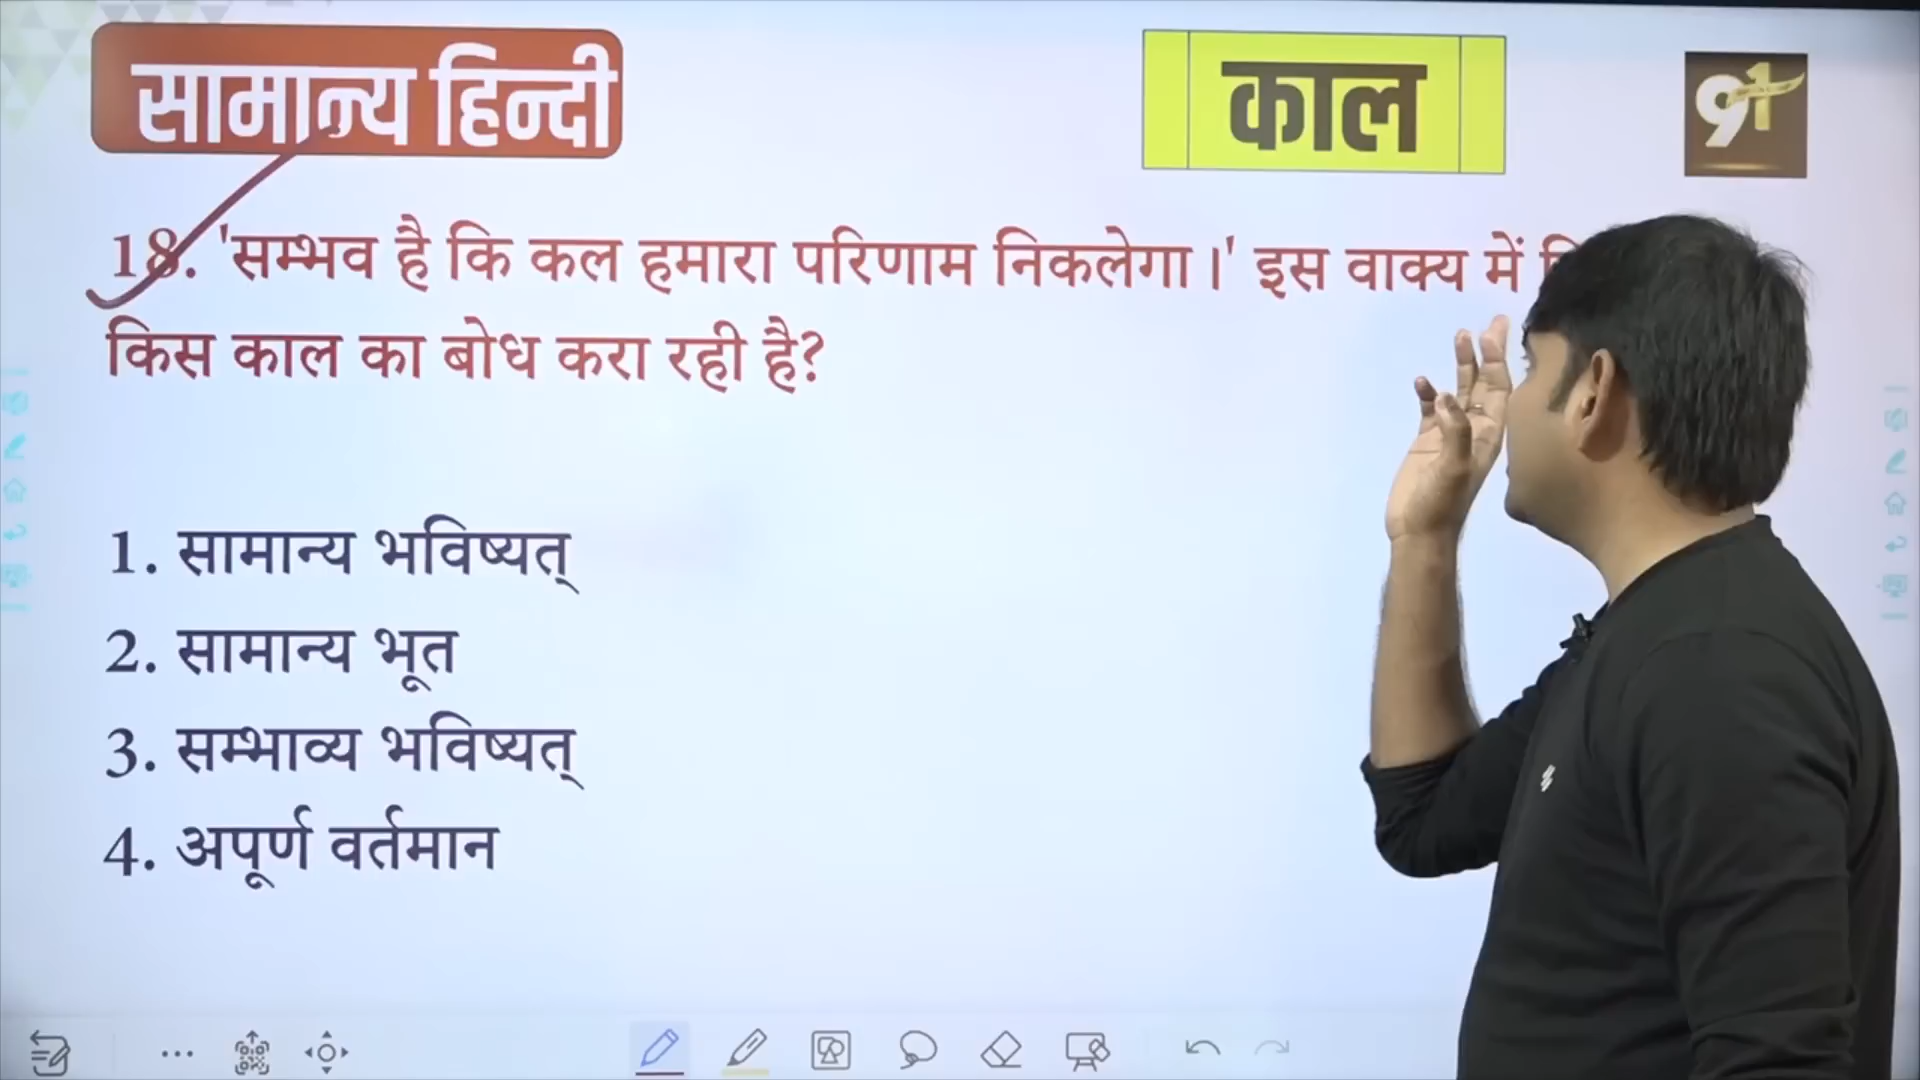 सामान्य हिन्दी
काल
91
18. 'सम्भव है कि कल हमारा परिणाम निकलेगा।' इस वाक्य में
किस काल का बोध करा रही है?
1. सामान्य भविष्यत्
2. सामान्य भूत
3. सम्भाव्य भविष्यत्
4. अपूर्ण वर्तमान